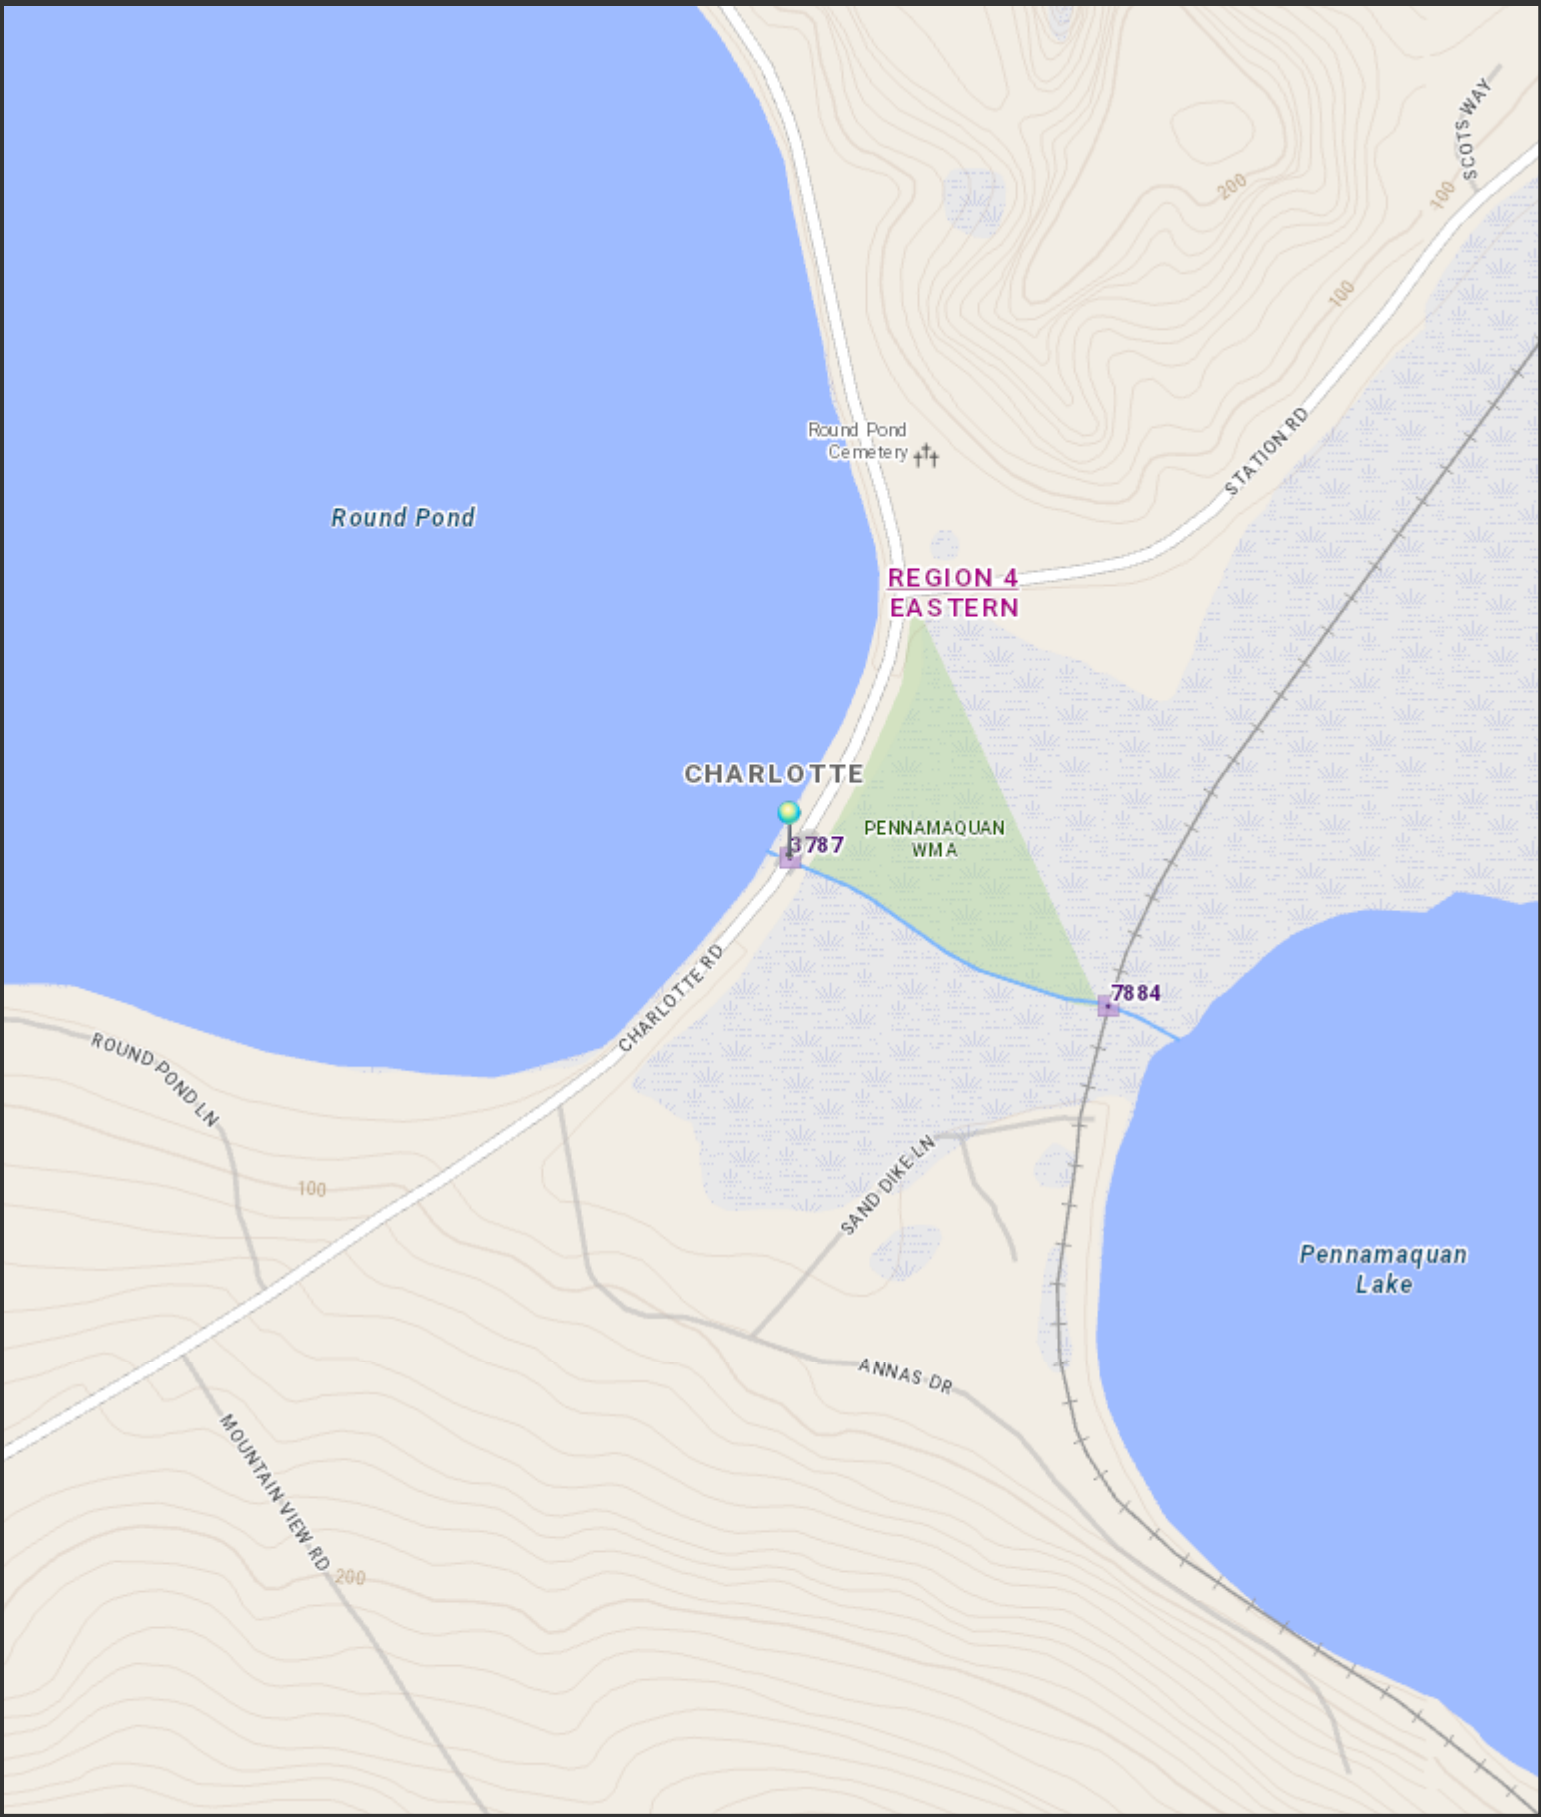 SCOTS WAY
200
100
100
Round Pond
Cemetery
STATION RD
Round Pond
REGION 4
EASTERN
CHARLOTTE
PENNAMAQUAN
WMA
3787
CHARLOTTE RD
7884
ROUND POND LN
SAND DIKE LN
100
Pennamaquan
Lake
ANNAS DR
MOUNTAIN VIEW RD
200